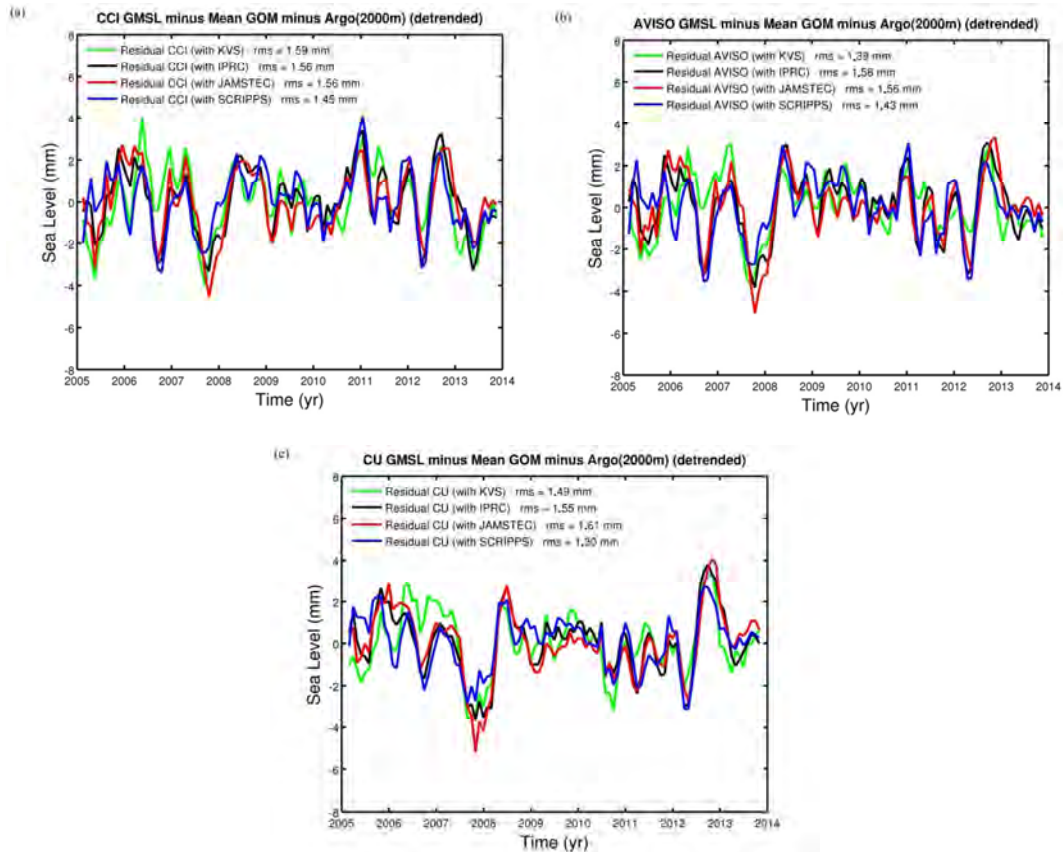 (a)
CCI GMSL minus Mean GOM minus Argo(2000m) (detrended)
Residual CCI (with KVS) rms = 1.59 mm
Residual CCI (with IPRC) rms = 1.56 mm
Residual CCI (with JAMSTEC) rms = 1.56 mm
Residual CCI (with SCRIPPS) rms = 1.45 mm
8
6
4
2
0
-2
-4
-6
-8
Sea Level (mm)
2005 2006 2007 2008 2009 2010 2011 2012 2013 2014
Time (yr)
(b)
AVISO GMSL minus Mean GOM minus Argo(2000m) (detrended)
Residual AVISO (with KVS) rms = 1.39 mm
Residual AVISO (with IPRC) rms = 1.58 mm
Residual AVISO (with JAMSTEC) rms = 1.56 mm
Residual AVISO (with SCRIPPS) rms = 1.43 mm
8
6
4
2
0
-2
-4
-6
-8
Sea Level (mm)
2005 2006 2007 2008 2009 2010 2011 2012 2013 2014
Time (yr)
(c)
CU GMSL minus Mean GOM minus Argo(2000m) (detrended)
Residual CU (with KVS) rms = 1.49 mm
Residual CU (with IPRC) rms = 1.55 mm
Residual CU (with JAMSTEC) rms = 1.61 mm
Residual CU (with SCRIPPS) rms = 1.30 mm
8
6
4
2
0
-2
-4
-6
-8
Sea Level (mm)
2005 2006 2007 2008 2009 2010 2011 2012 2013 2014
Time (yr)